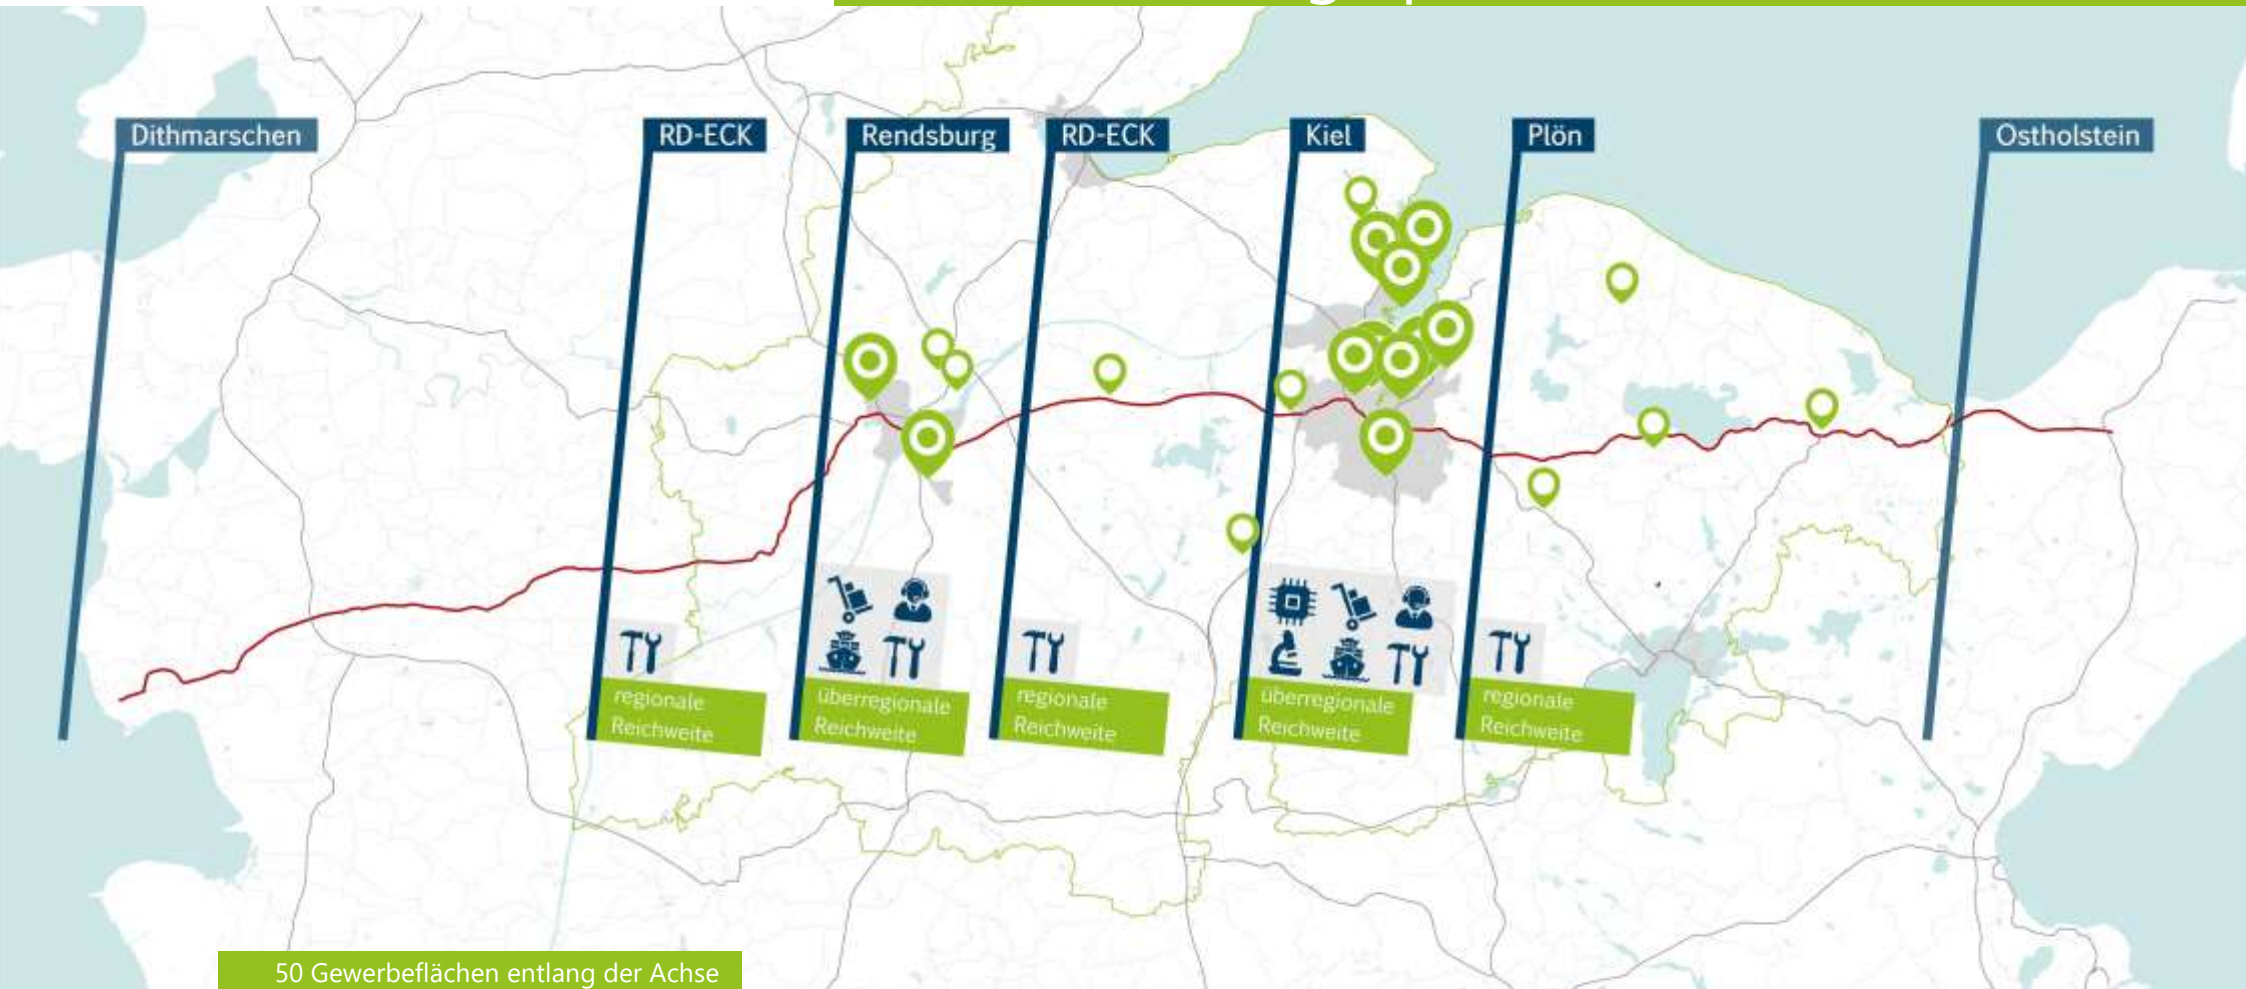 Dithmarschen
RD-ECK
Rendsburg
RD-ECK
Kiel
Plön
Ostholstein
regionale
Reichweite
überregionale
Reichweite
regionale
Reichweite
überregionale
Reichweite
regionale
Reichweite
50 Gewerbeflächen entlang der Achse